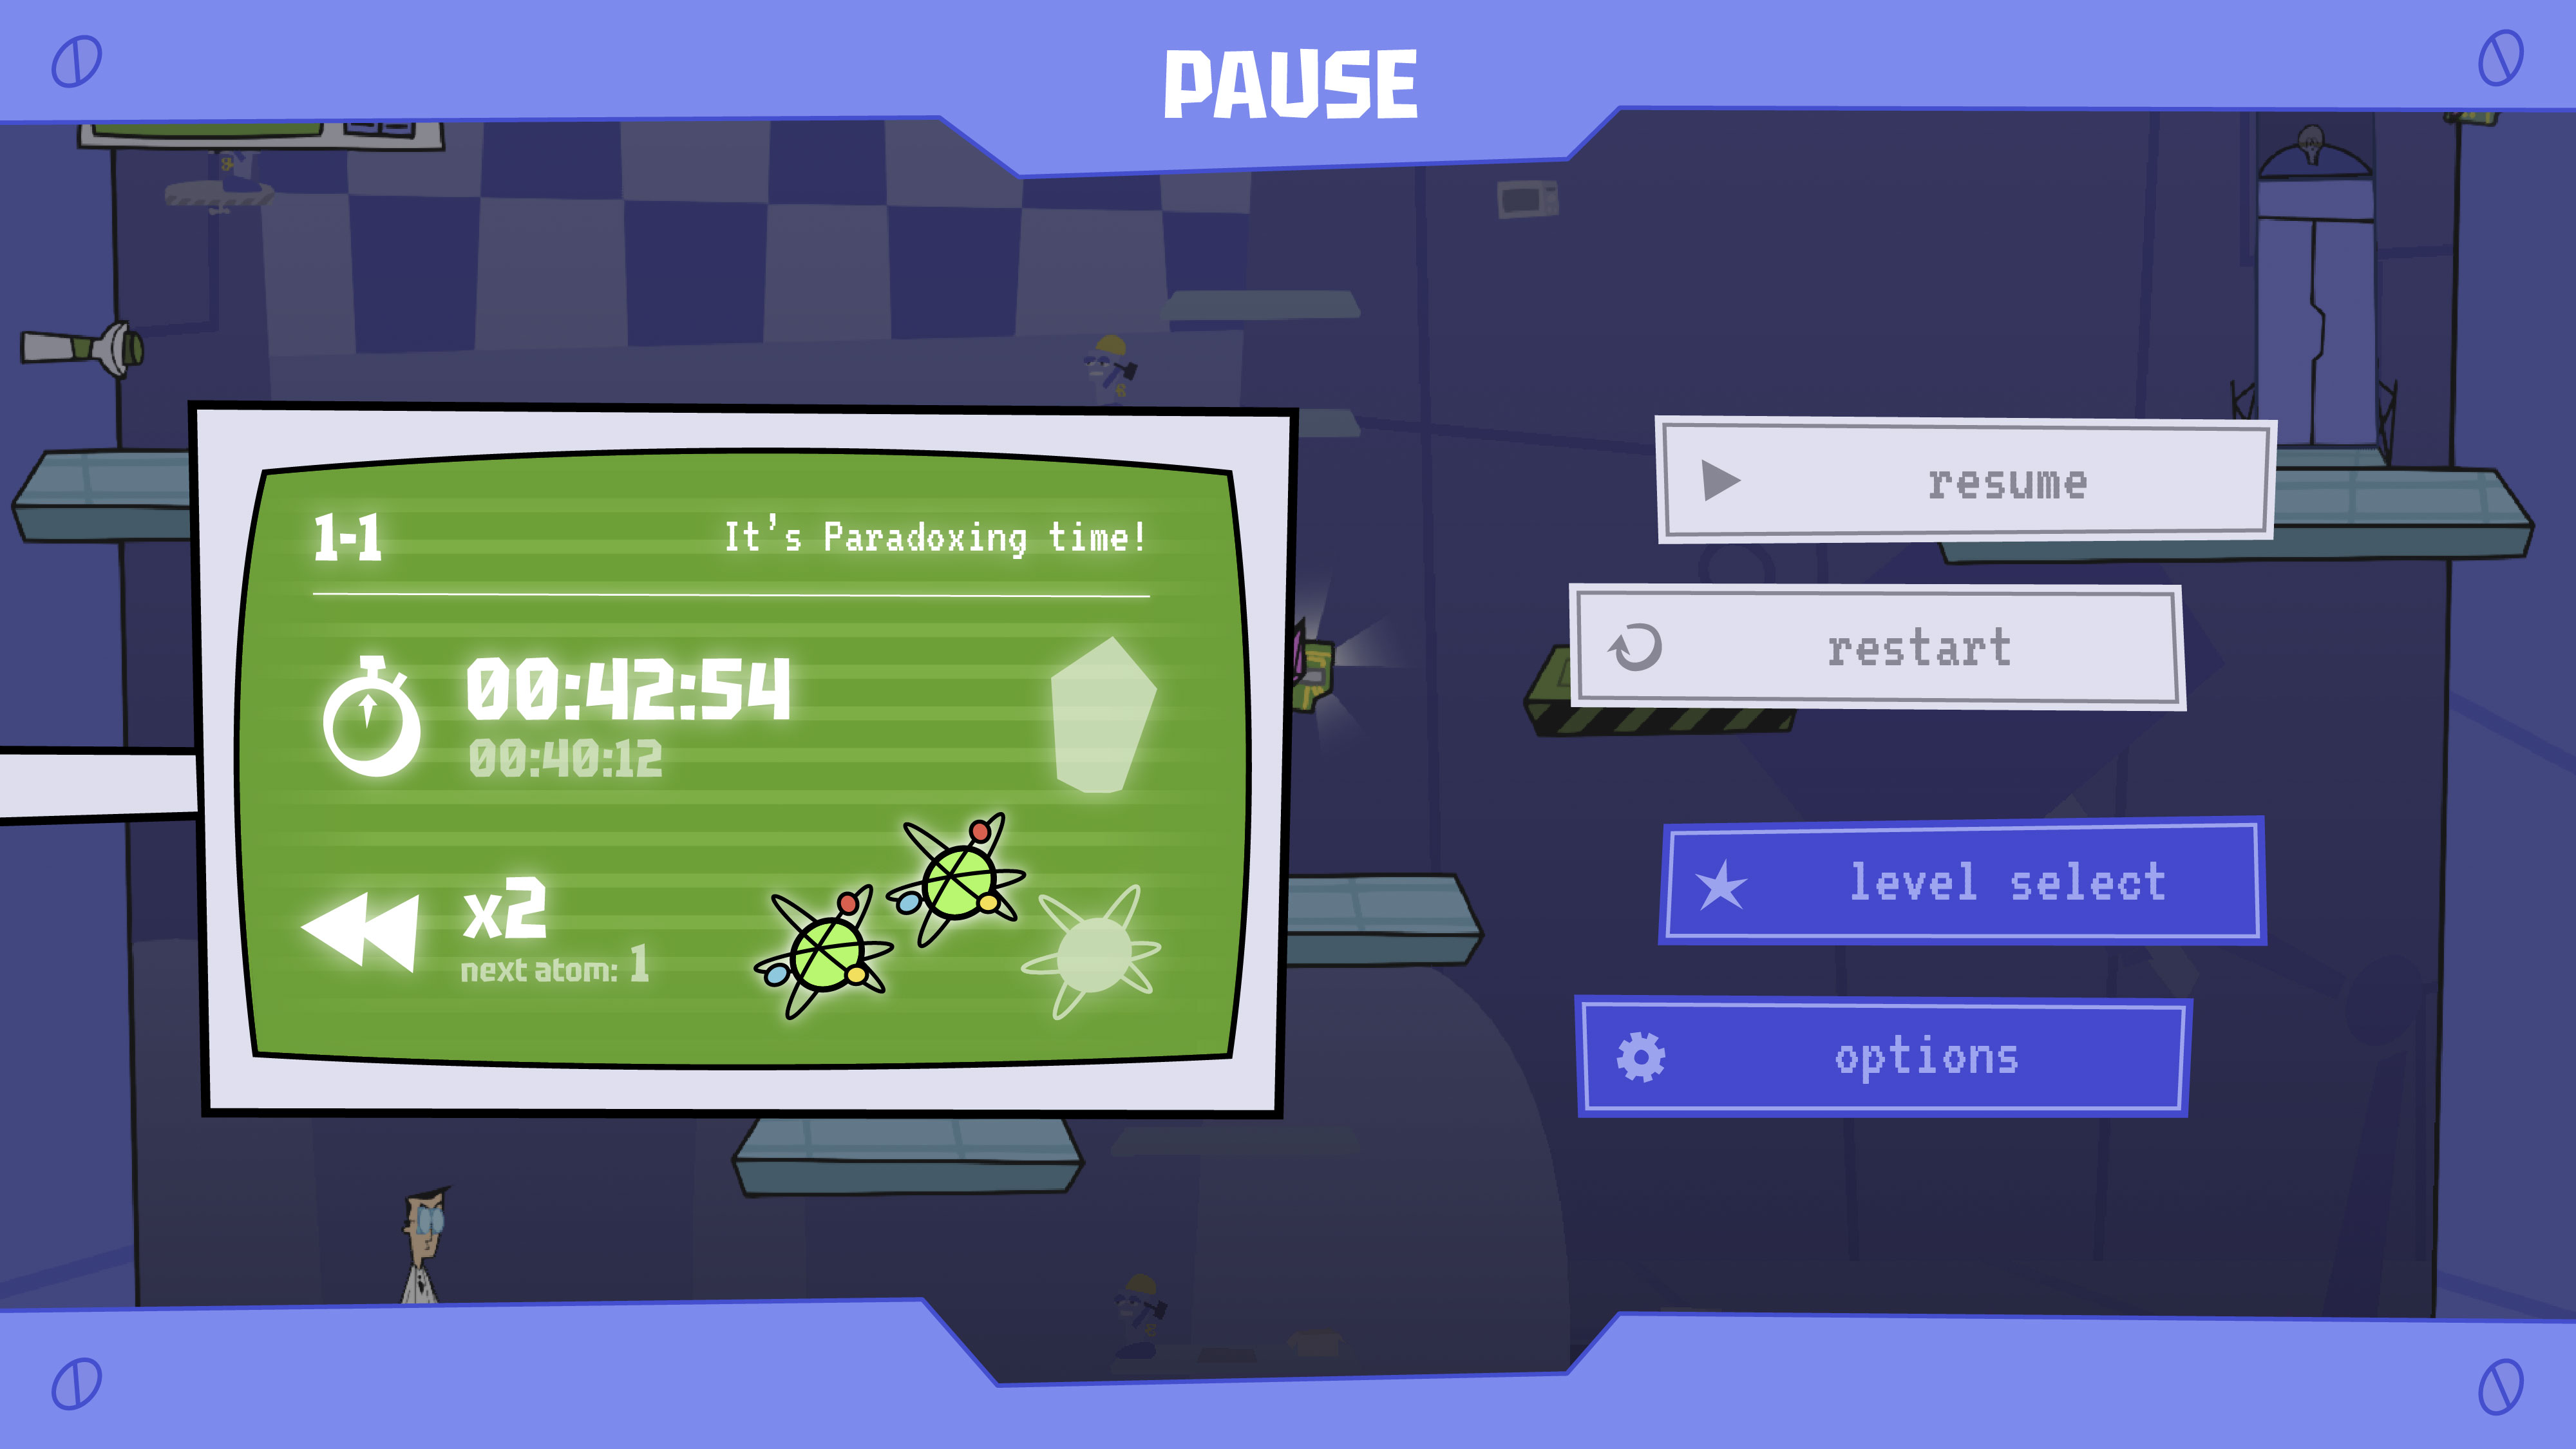 PAUSE
1-1
It's Paradoxing time!
00:42:54
00:40:12
x2
next atom: 1
resume
restart
level select
options